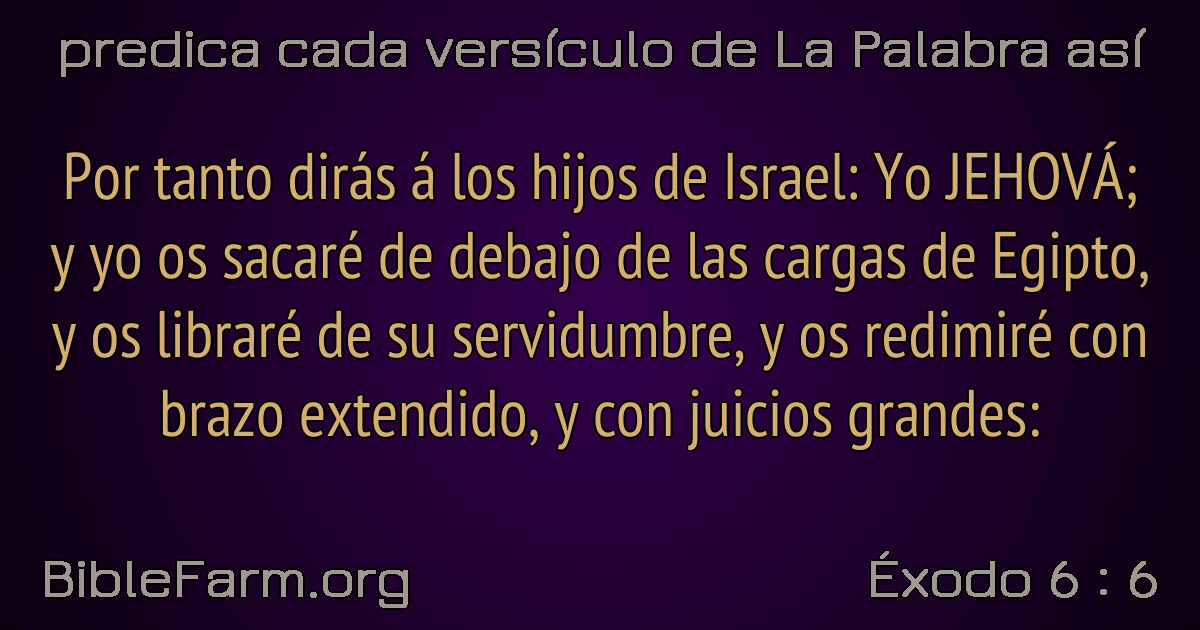 predica cada versículo de La Palabra así
Por tanto dirás á los hijos de Israel: Yo JEHOVÁ;
y yo os sacaré de debajo de las cargas de Egipto,
y os libraré de su servidumbre, y os redimiré con
brazo extendido, y con juicios grandes:
BibleFarm.org
Éxodo 6 : 6